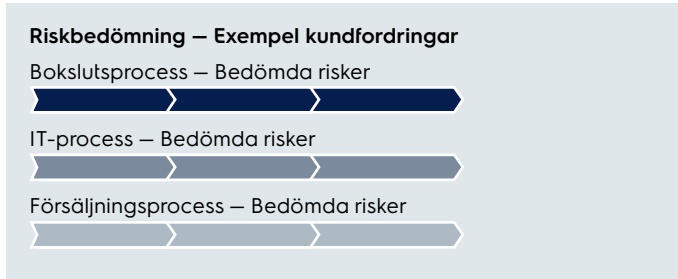 Riskbedömning – Exempel kundfordringar
Bokslutsprocess – Bedömda risker
IT-process – Bedömda risker
Försäljningsprocess – Bedömda risker